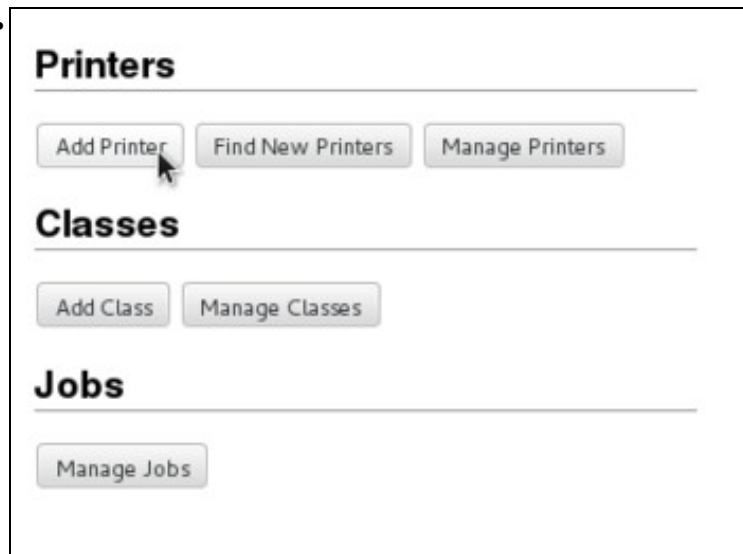 Printers
Add Printer Find New Printers Manage Printers
Classes
Add Class Manage Classes
Jobs
Manage Jobs